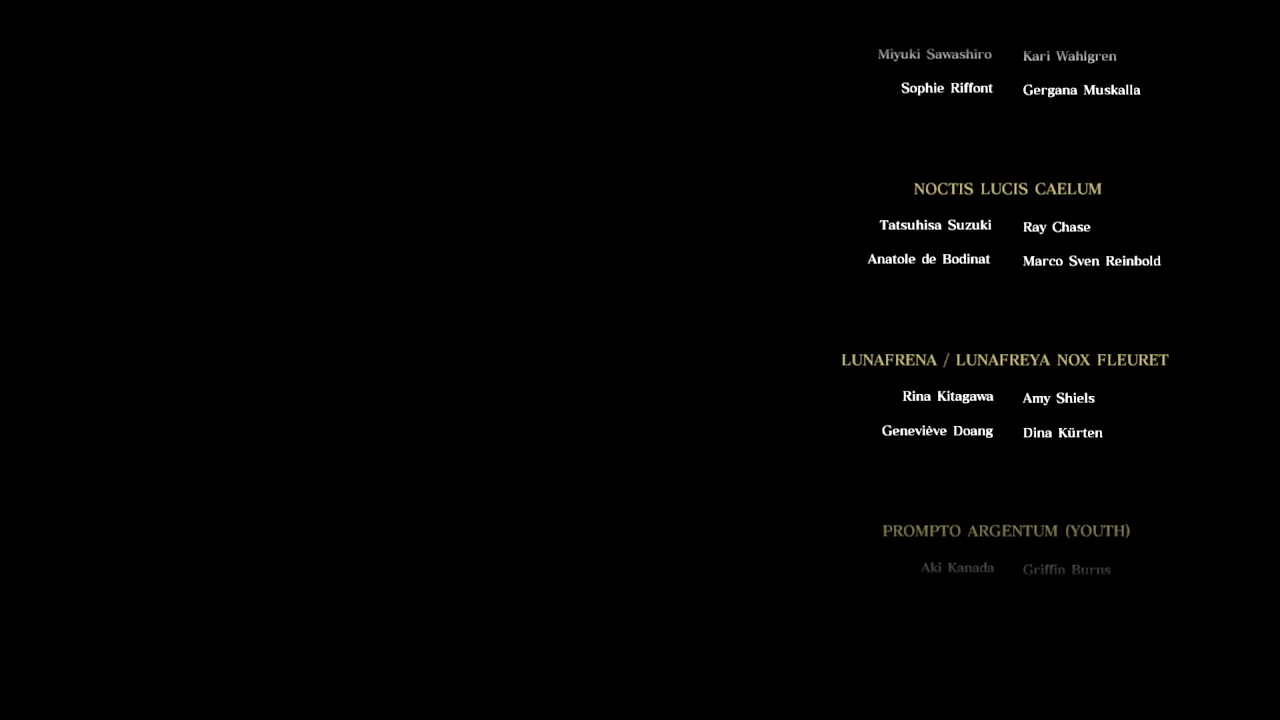 Miyuki Sawashiro Kari Wahlgren
Sophie Riffont Gergana Muskalla
NOCTIS LUCIS CAELUM
Tatsuhisa Suzuki Ray Chase
Anatole de Bodinat Marco Sven Reinbold
LUNAFRENA / LUNAFREYA NOX FLEURET
Rina Kitagawa Amy Shiels
Geneviève Doang Dina Kürten
PROMPTO ARGENTUM (YOUTH)
Aki Kanada Griffin Burns